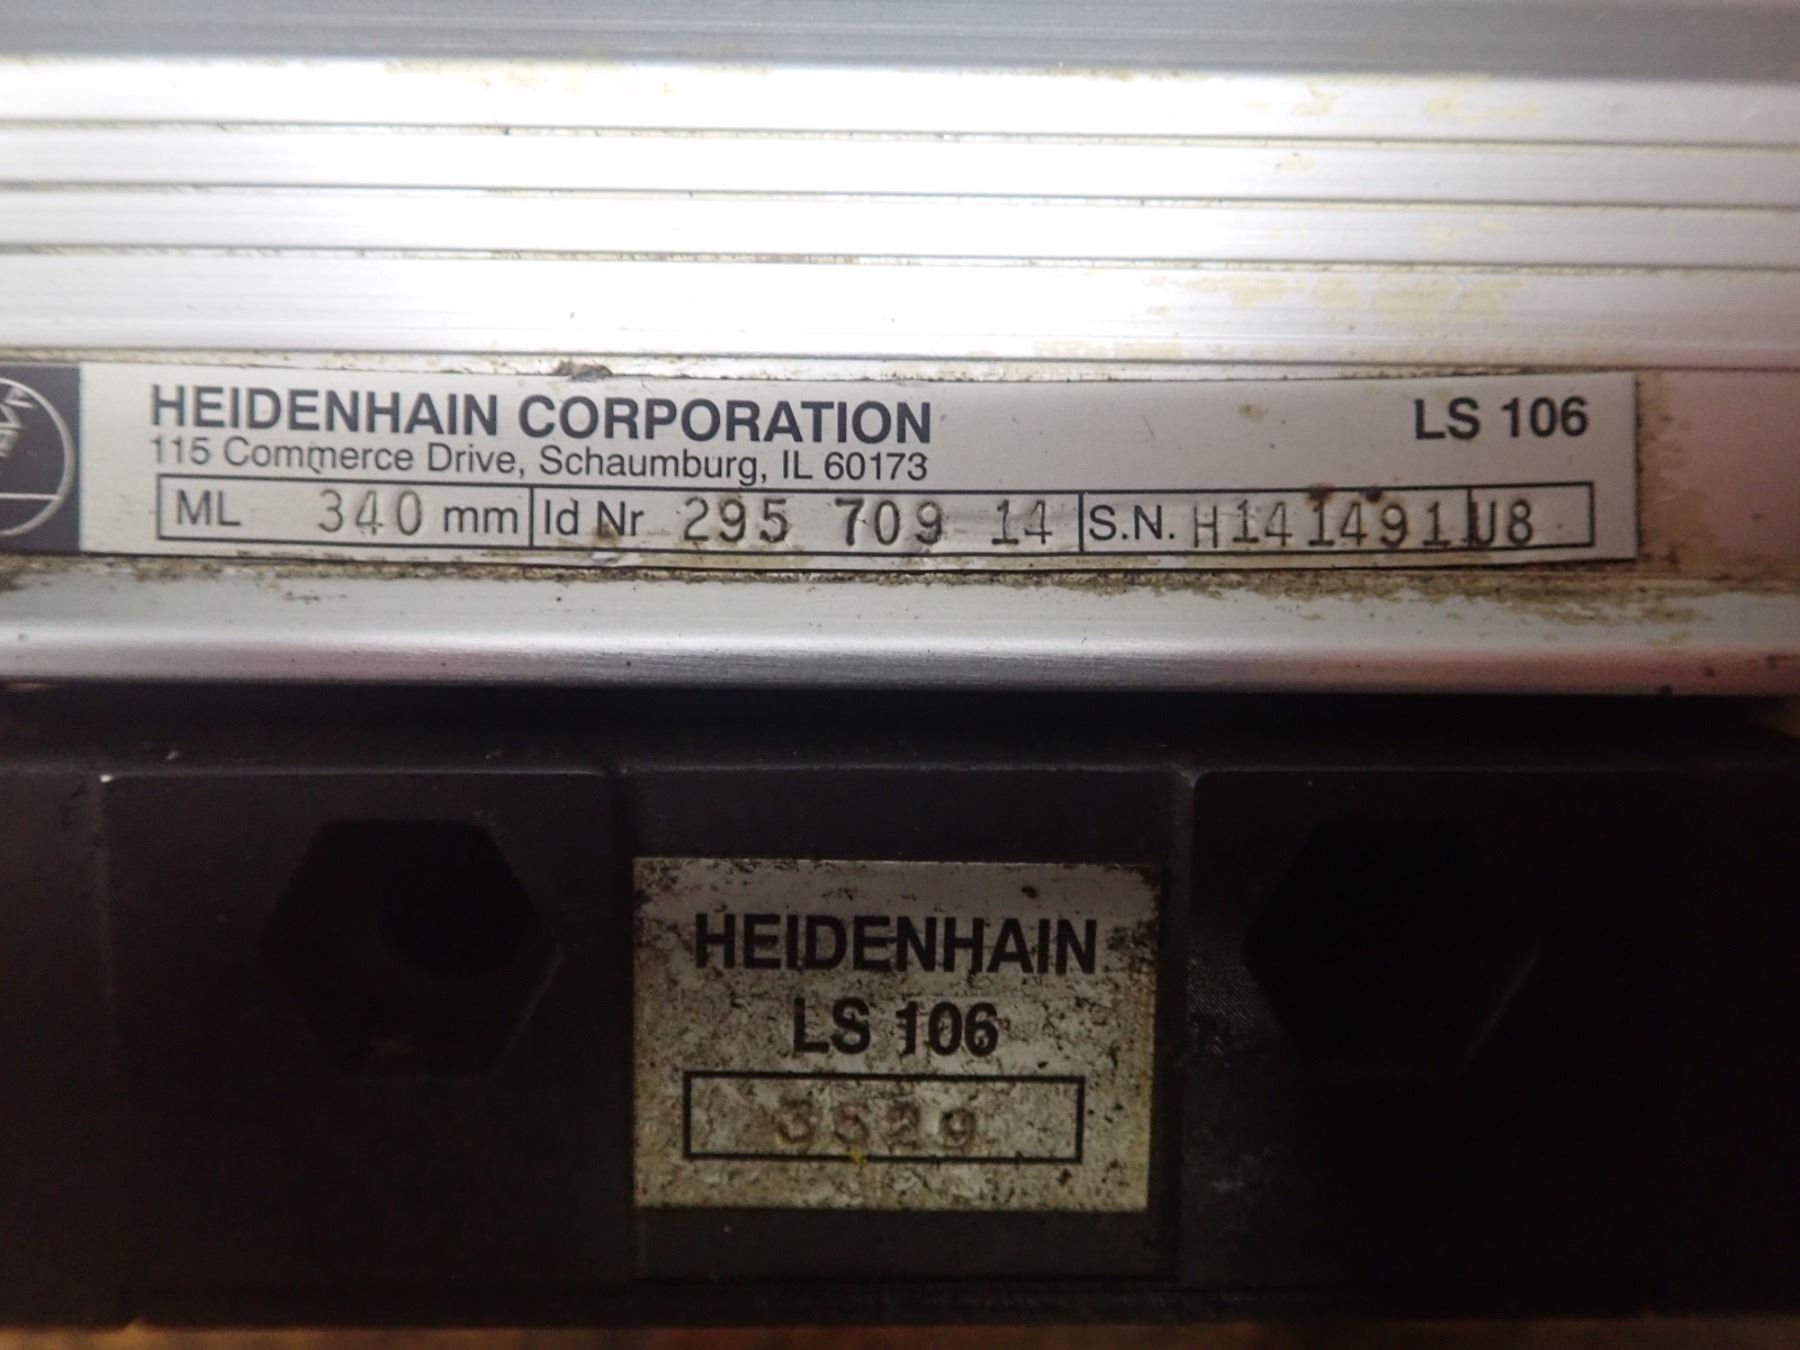 HEIDENHAIN CORPORATION LS 106
115 Commerce Drive, Schaumburg, IL 60173
ML 340 mm Id Nr 295 709 14 S.N. H141491U8
HEIDENHAIN
LS 106
3529